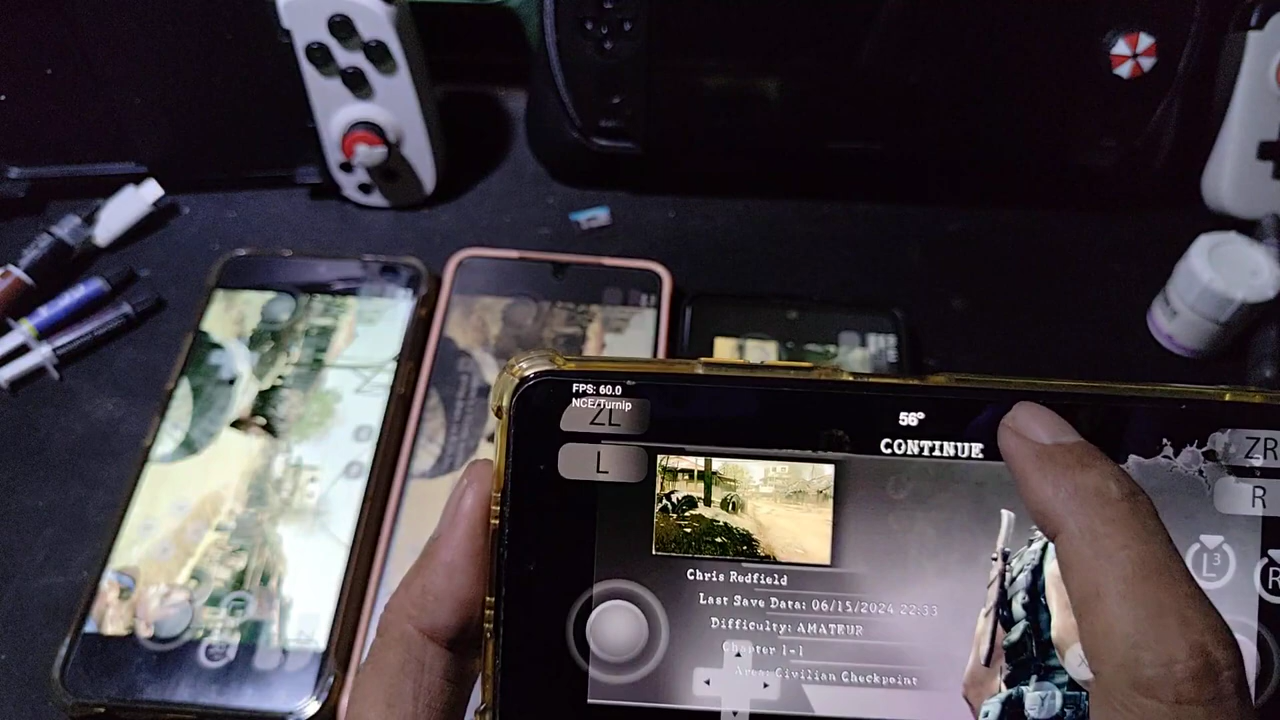 FPS: 60.0
NCE/Turnip
ZL
56°
CONTINUE
ZR
L
R
Chris Redfield
Last Save Data: 06/15/2024 22:33
L3
R
Difficulty: AMATEUR
Chapter 1-1
Area: Civilian Checkpoint
X